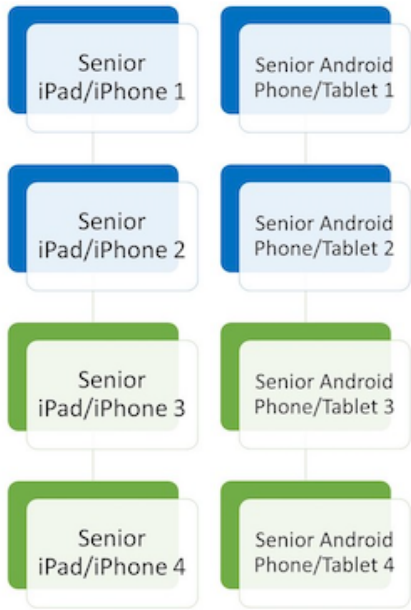 Senior
iPad/iPhone 1
Senior Android
Phone/Tablet 1
Senior
iPad/iPhone 2
Senior Android
Phone/Tablet 2
Senior
iPad/iPhone 3
Senior Android
Phone/Tablet 3
Senior
iPad/iPhone 4
Senior Android
Phone/Tablet 4